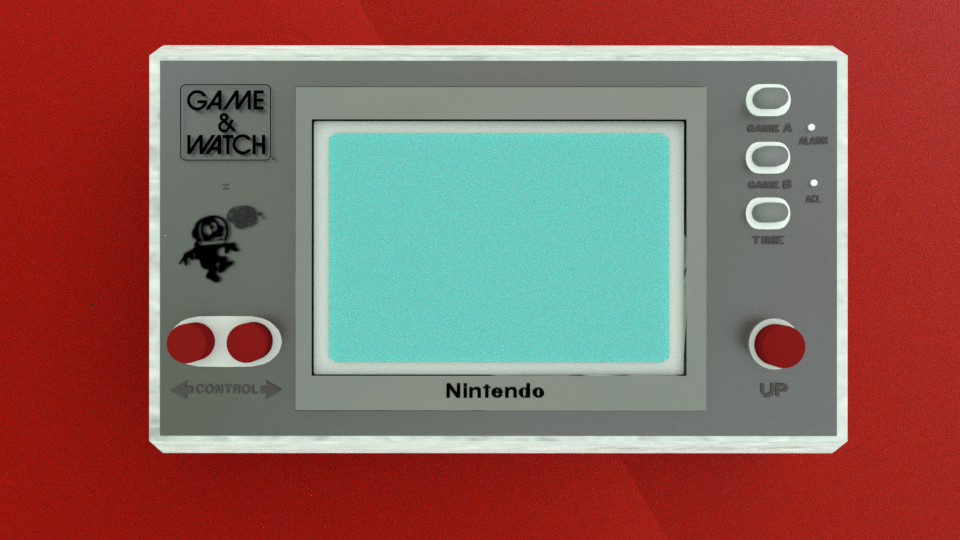 GAME
&
WATCH
GAME A
ALARM
GAME B
ACL
TIME
CONTROL
UP
Nintendo